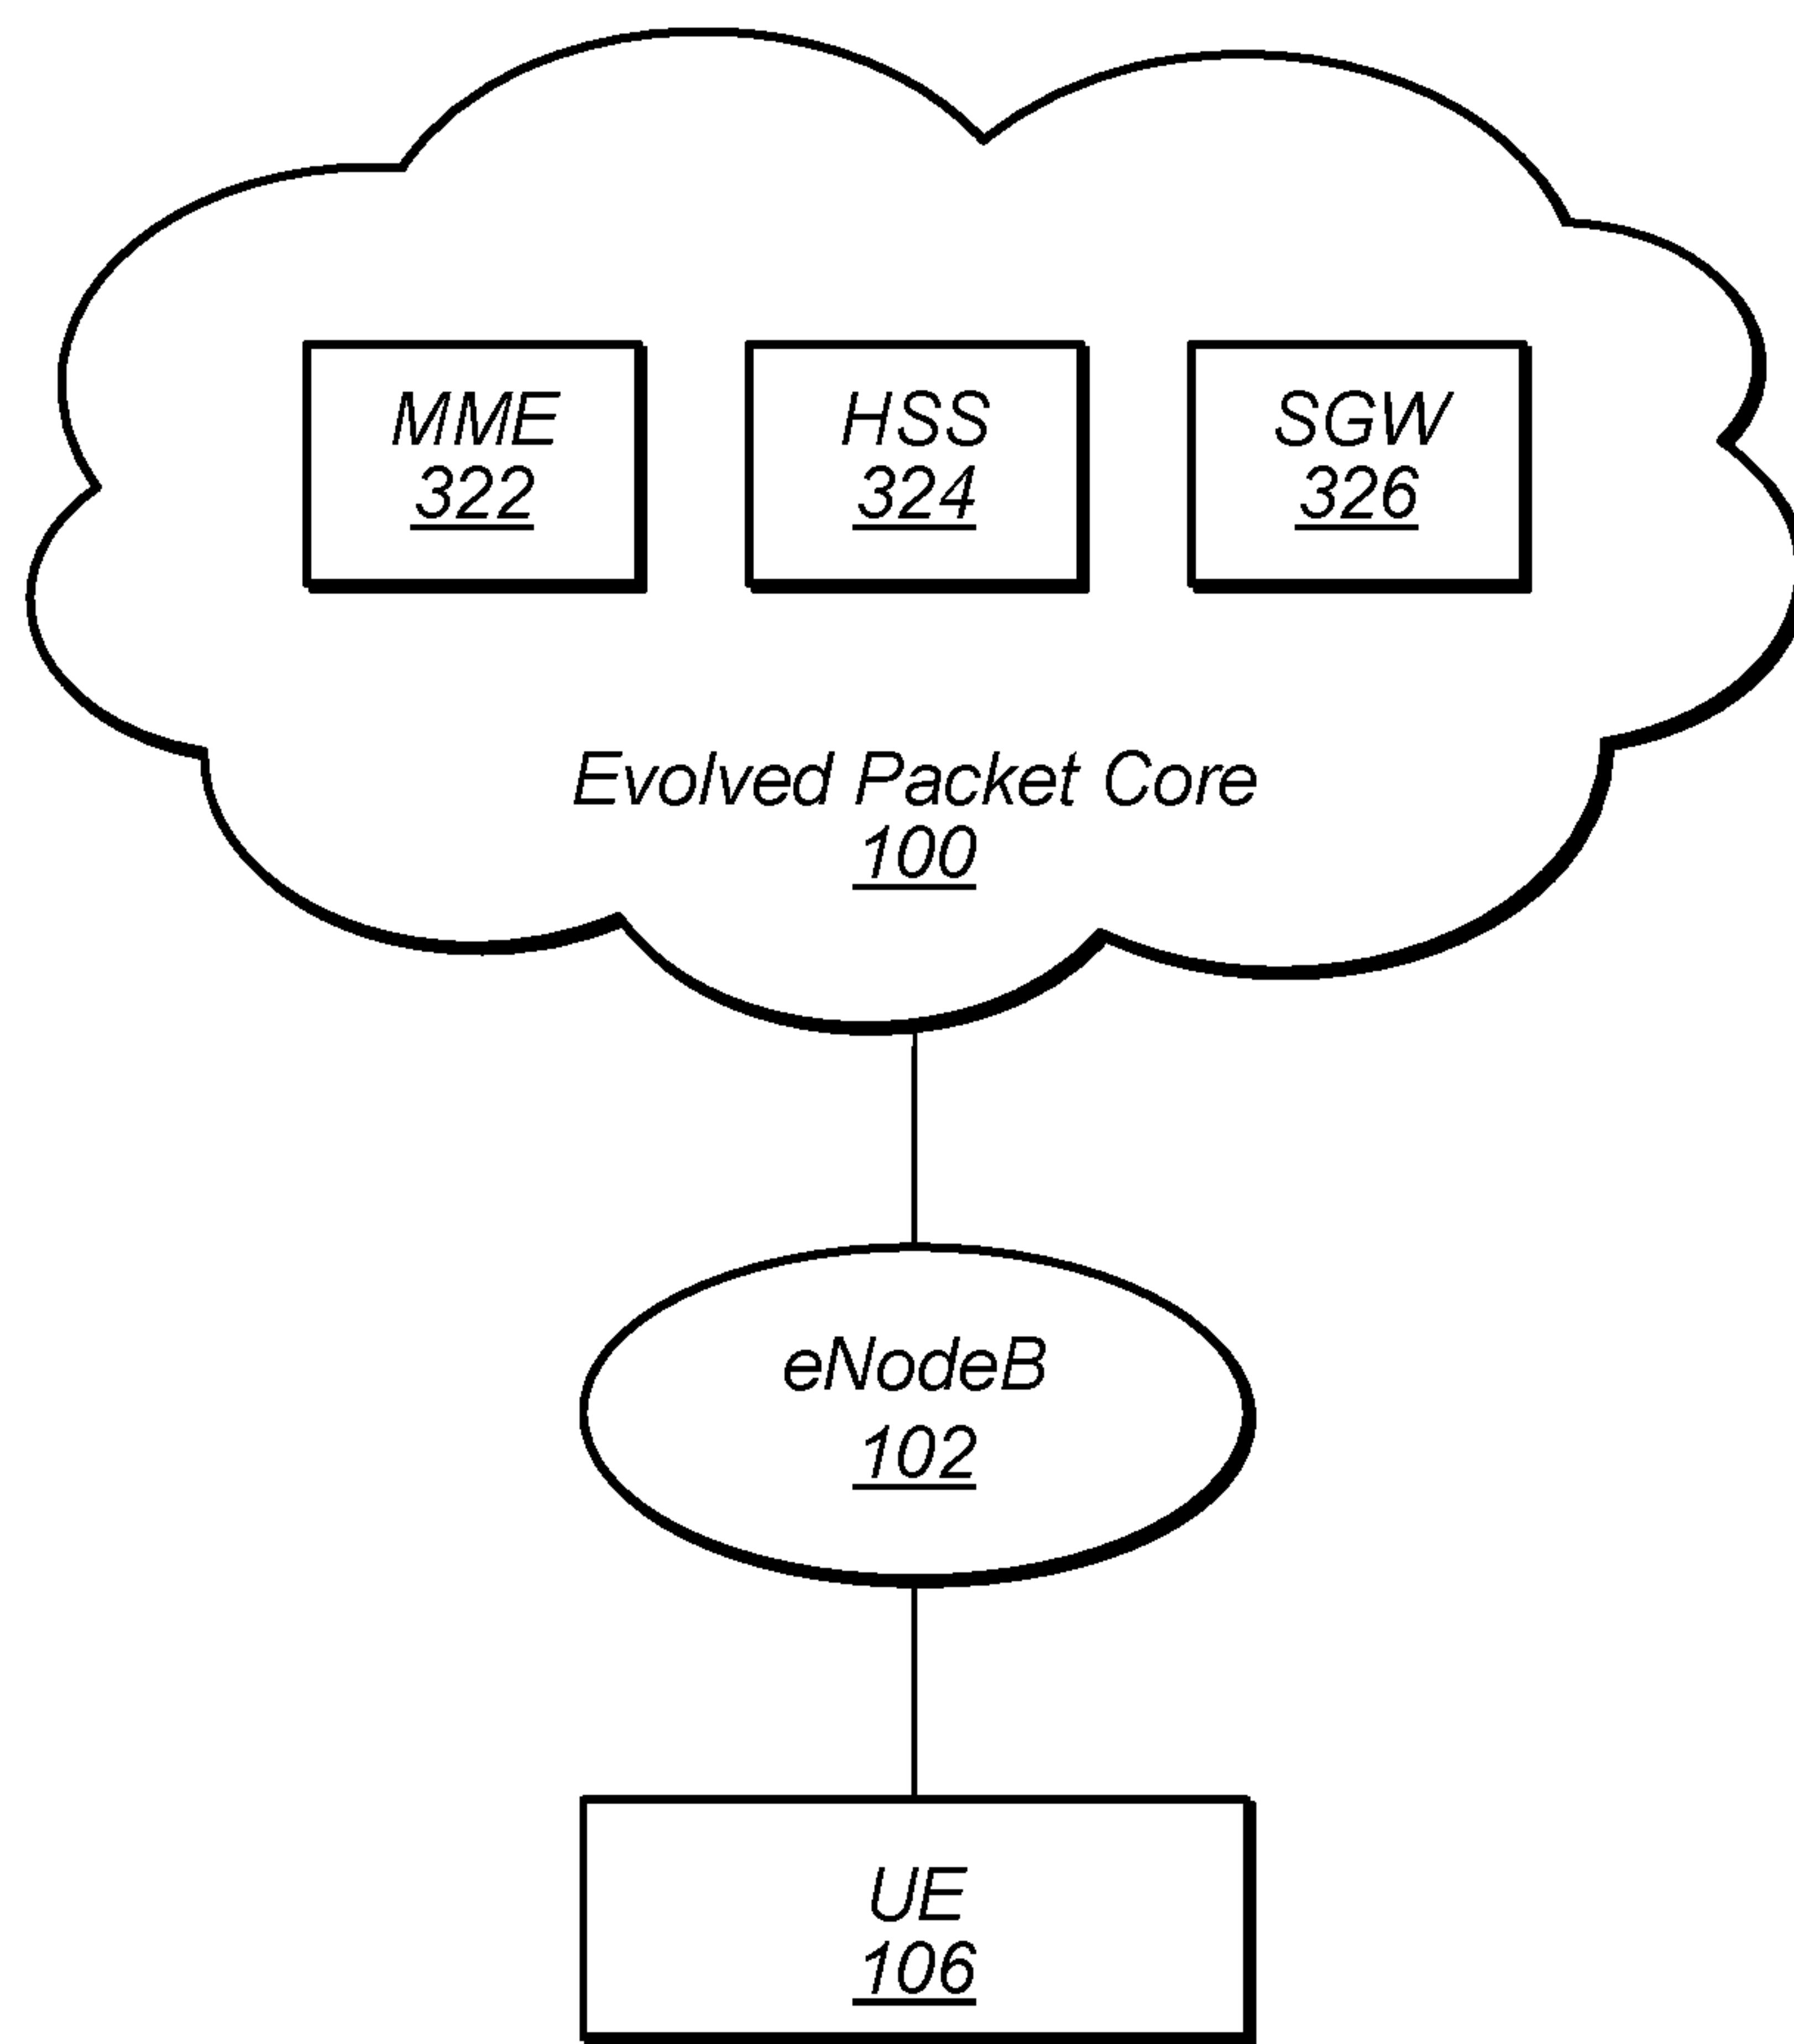 MME
322
HSS
324
SGW
326
Evolved Packet Core
100
eNodeB
102
UE
106